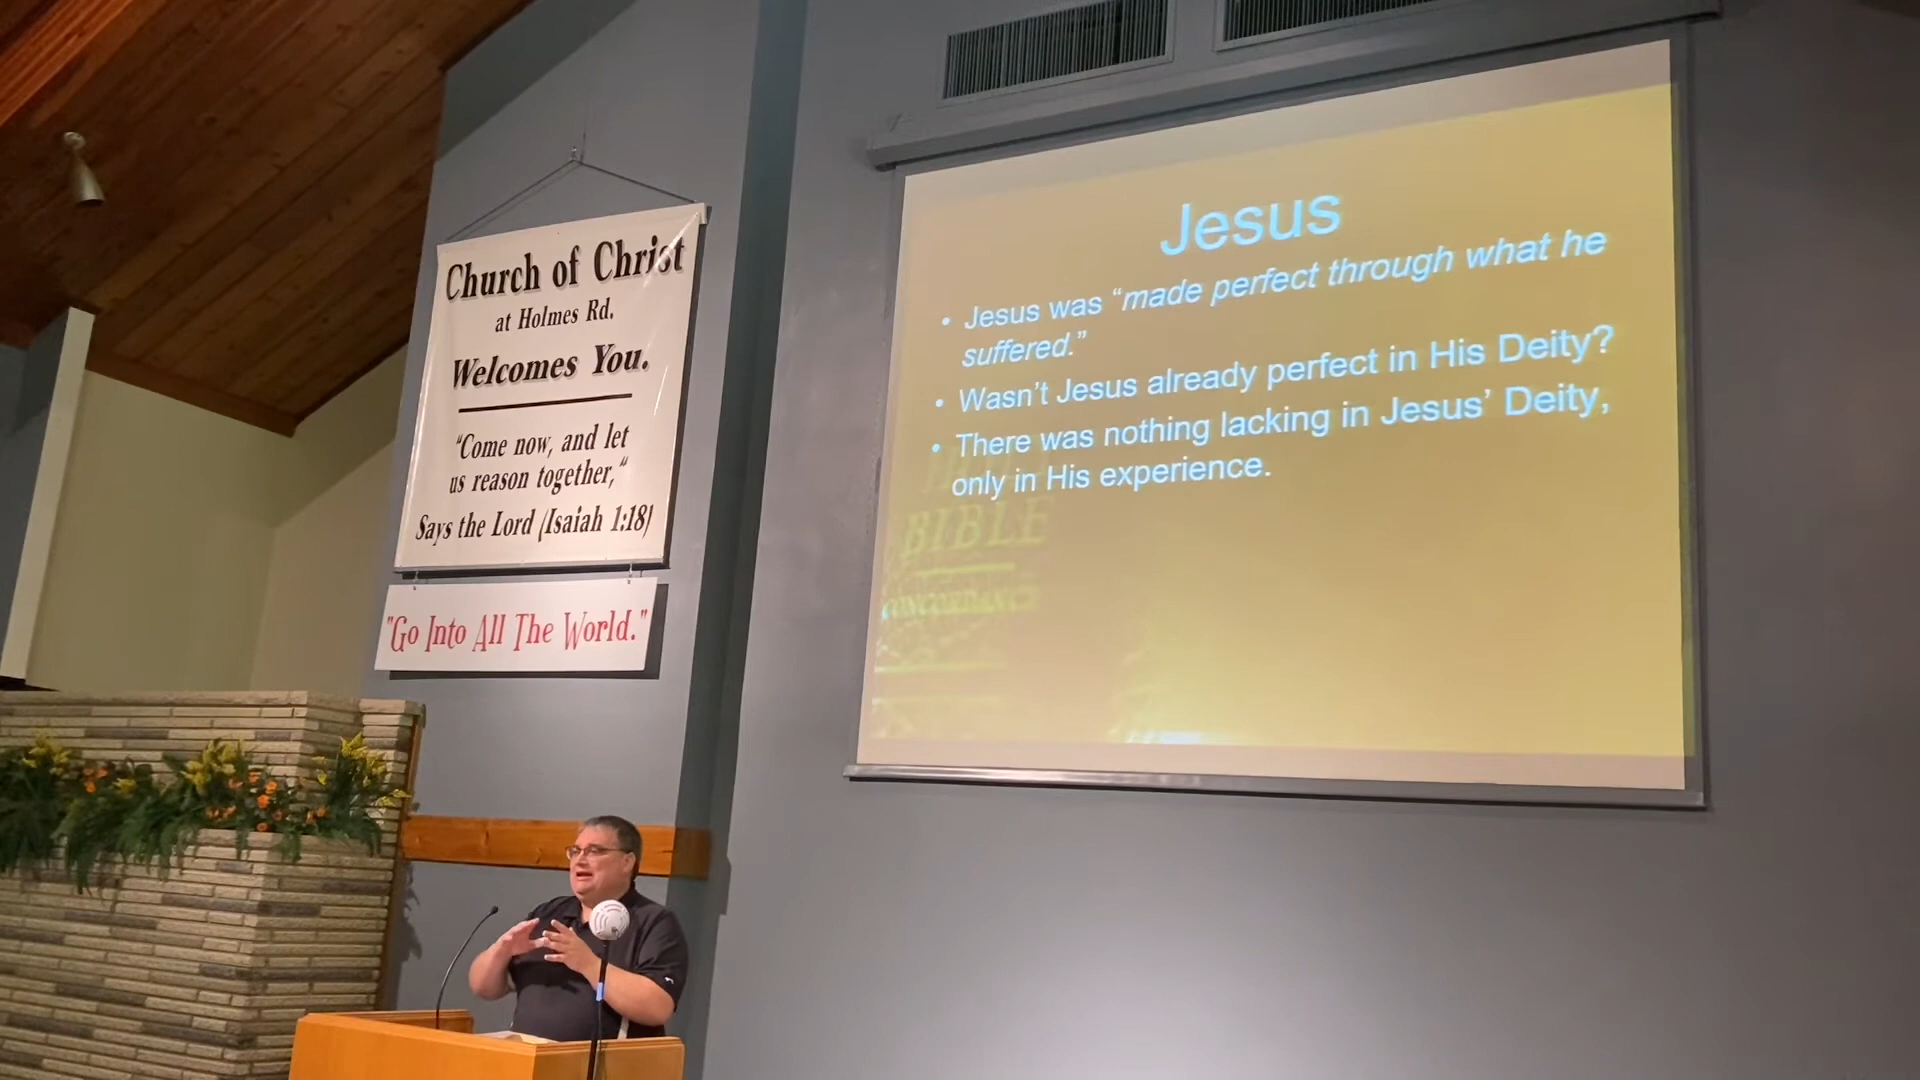 Church of Christ
at Holmes Rd.
Welcomes You.
"Come now, and let
us reason together,"
Says the Lord (Isaiah 1:18)
"Go Into All The World."
Jesus
• Jesus was “made perfect through what he
suffered.”
• Wasn’t Jesus already perfect in His Deity?
• There was nothing lacking in Jesus’ Deity,
only in His experience.
BIBLE
CONCORDANCE